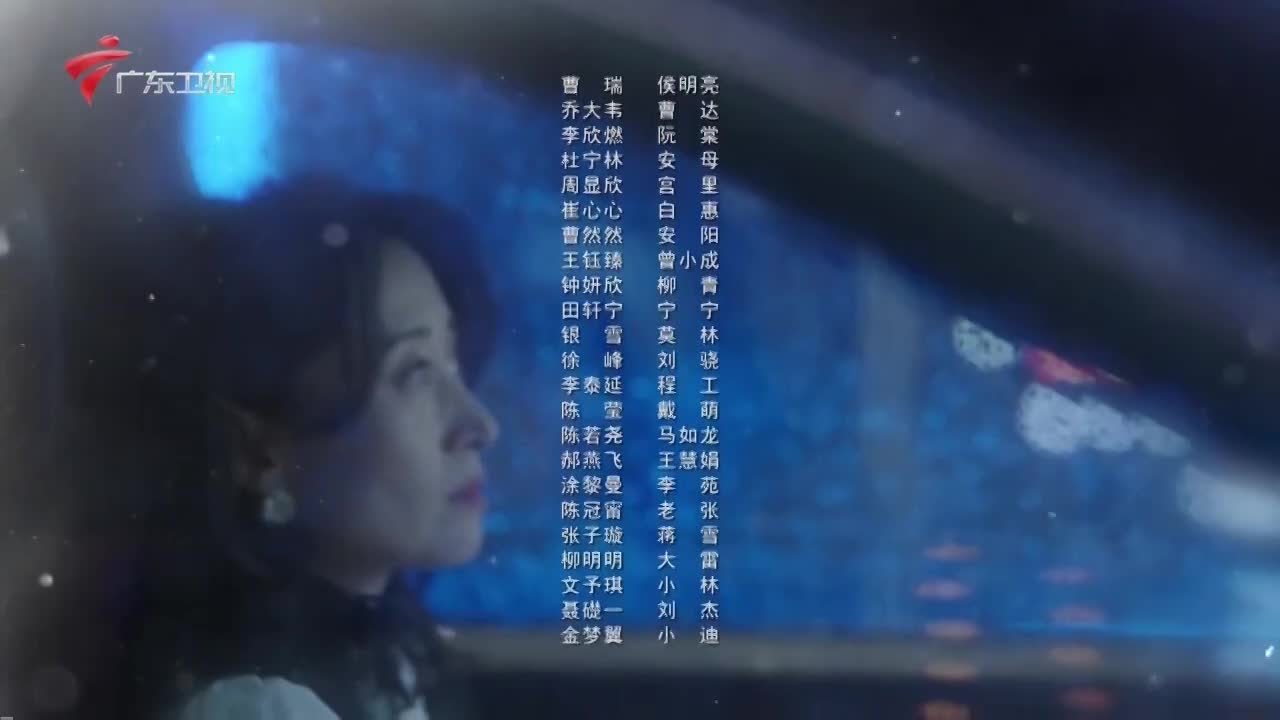 广东卫视
曹瑞 侯明亮
乔大韦 曹达
李欣燃 阮棠
杜宁林 安母
周显欣 宫里
崔心心 白惠
曹然然 安阳
王钰臻 曾小成
钟妍欣 柳青
田轩宁 宁宁
银雪 莫林
徐峰 刘骁
李泰延 程工
陈莹 戴萌
陈若尧 马如龙
郝燕飞 王慧娟
涂黎曼 李苑
陈冠甯 老张
张子璇 蒋雪
柳明明 大雷
文予琪 小林
聂礎一 刘杰
金梦翼 小迪